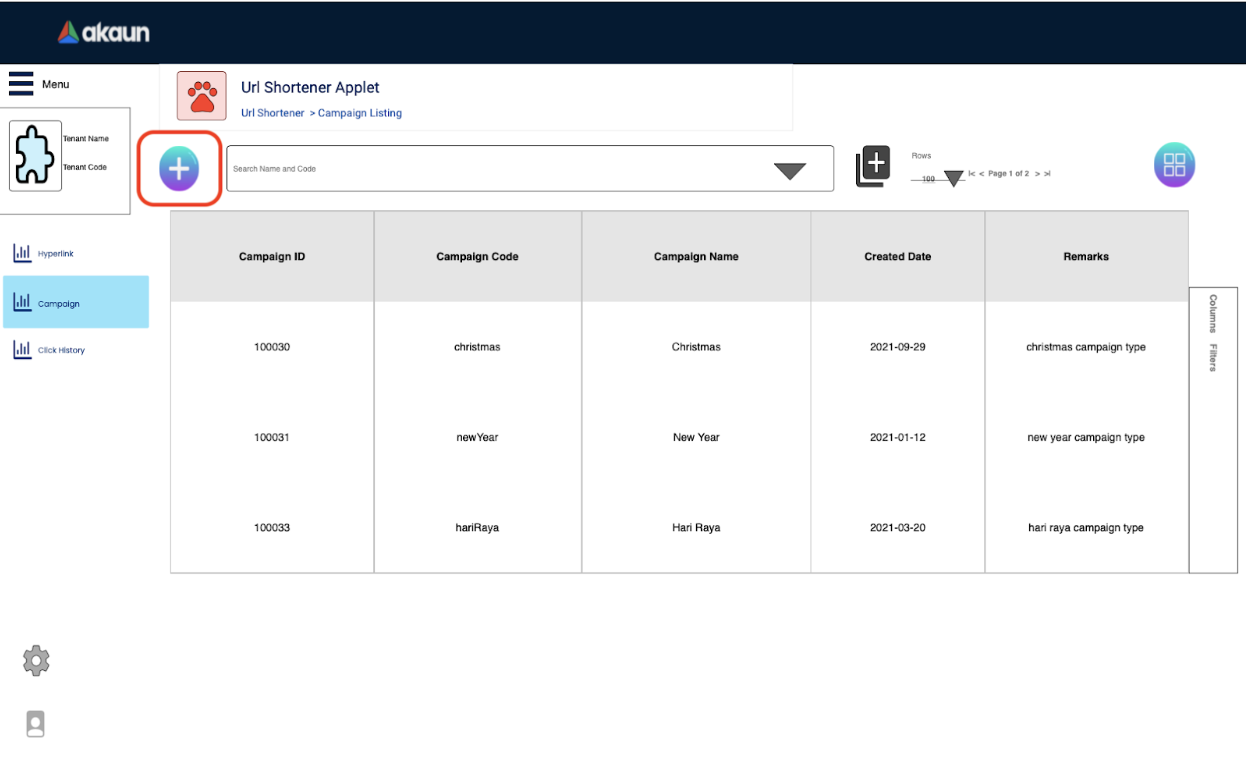 akaun
Menu
Url Shortener Applet
Url Shortener > Campaign Listing
Tenant Name
Tenant Code
Search Name and Code
Rows
100
|< < Page 1 of 2 > >|
Hyperlink
Campaign
Click History
Campaign ID Campaign Code Campaign Name Created Date Remarks
100030 christmas Christmas 2021-09-29 christmas campaign type
100031 newYear New Year 2021-01-12 new year campaign type
100033 hariRaya Hari Raya 2021-03-20 hari raya campaign type
Columns Filters